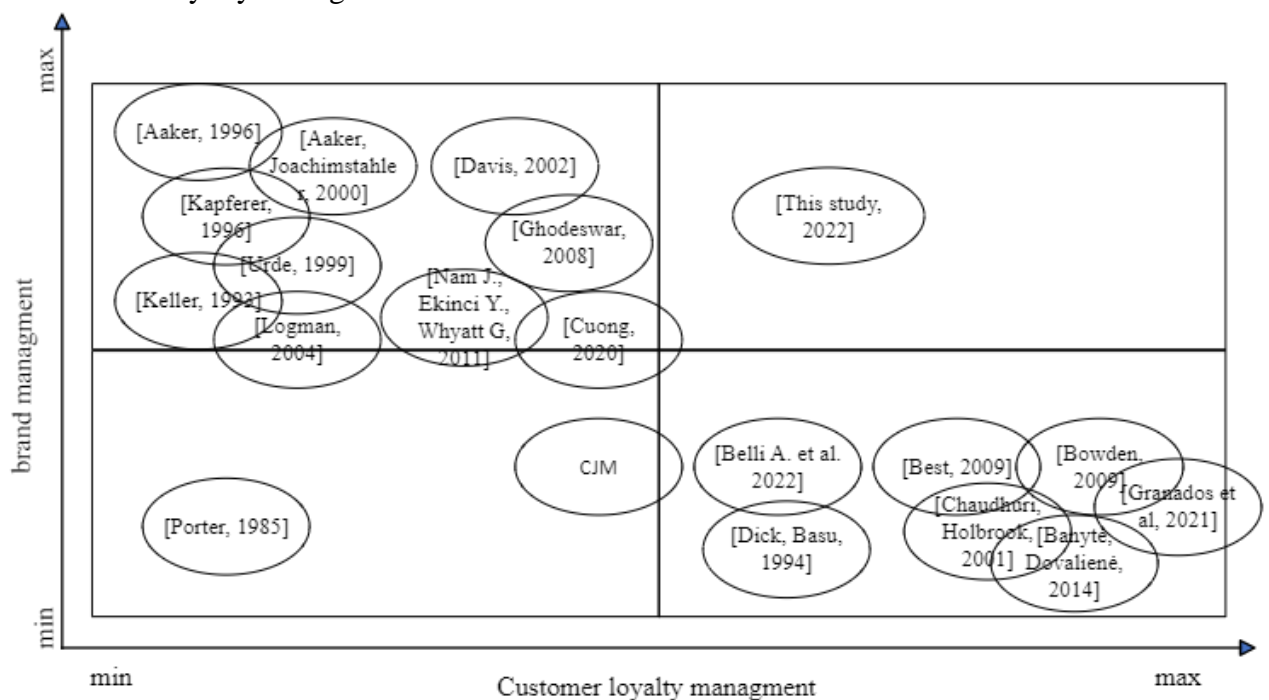 max
[Aaker, 1996]
[Aaker,
Joachimstahle
r, 2000]
[Davis, 2002]
[This study,
2022]
[Kapferer,
1996]
[Ghodeswar,
2008]
[Urde, 1999]
[Keller, 1993]
[Nam J.,
Ekinci Y.,
Whyatt G,
2011]
[Logman,
2004]
[Cuong,
2020]
brand managment
CJM
[Belli A. et al.
2022]
[Best, 2009]
[Bowden,
2009]
[Granados et
al, 2021]
[Porter, 1985]
[Dick, Basu,
1994]
[Chaudhuri,
Holbrook,
2001]
[Banytė,
Dovalienė,
2014]
min
min
Customer loyalty managment
max